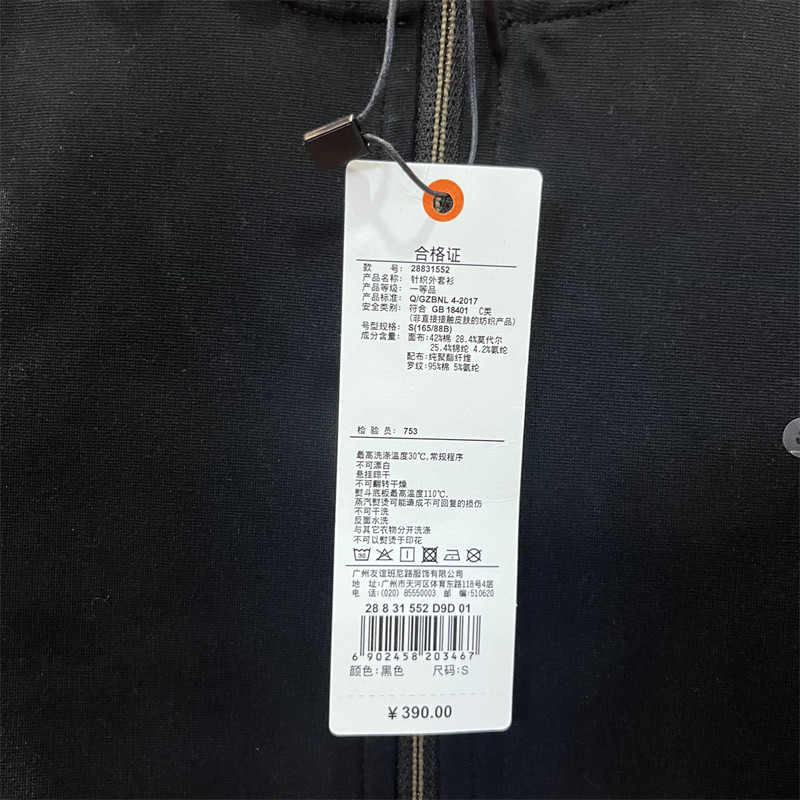 合格证
款 号: 28831552
产品名称: 针织外套衫
产品等级: 一等品
产品标准: Q/GZBNL 4-2017
安全类别: 符合 GB 18401 C类
(非直接接触皮肤的纺织产品)
号型规格: S(165/88B)
成分含量: 面布:42%棉 28.4%莫代尔
25.4%锦纶 4.2%氨纶
配布:纯聚酯纤维
罗纹:95%棉 5%氨纶
检 验 员: 753
最高洗涤温度30℃,常规程序
不可漂白
悬挂晾干
不可翻转干燥
熨斗底板最高温度110℃,
蒸汽熨烫可能造成不可回复的损伤
不可干洗
反面水洗
与其它衣物分开洗涤
不可以熨烫于印花
广州友谊班尼路服饰有限公司
地 址:广州市天河区体育东路118号4层
电 话:(020) 85550003 邮 编:510620
28 8 31 552 D9D 01
6 902458 203467
颜色:黑色 尺码:S
¥ 390.00